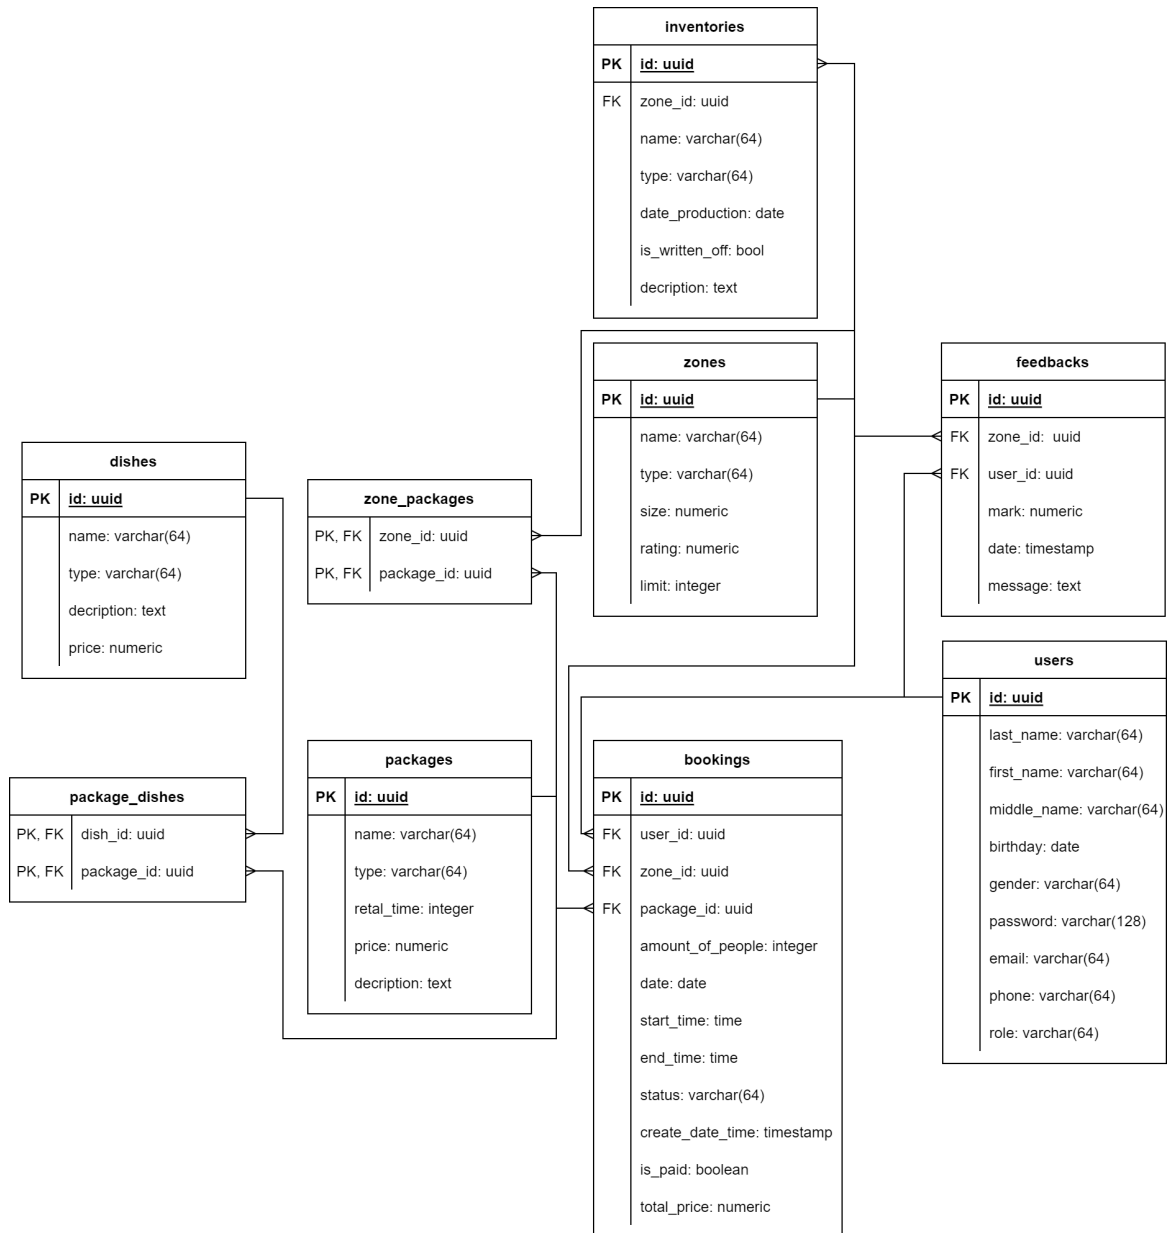 inventories
PK id: uuid
FK zone_id: uuid
name: varchar(64)
type: varchar(64)
date_production: date
is_written_off: bool
decription: text
zones
PK id: uuid
name: varchar(64)
type: varchar(64)
size: numeric
rating: numeric
limit: integer
feedbacks
PK id: uuid
FK zone_id: uuid
FK user_id: uuid
mark: numeric
date: timestamp
message: text
dishes
PK id: uuid
name: varchar(64)
type: varchar(64)
decription: text
price: numeric
zone_packages
PK, FK zone_id: uuid
PK, FK package_id: uuid
users
PK id: uuid
last_name: varchar(64)
first_name: varchar(64)
middle_name: varchar(64)
birthday: date
gender: varchar(64)
password: varchar(128)
email: varchar(64)
phone: varchar(64)
role: varchar(64)
package_dishes
PK, FK dish_id: uuid
PK, FK package_id: uuid
packages
PK id: uuid
name: varchar(64)
type: varchar(64)
retal_time: integer
price: numeric
decription: text
bookings
PK id: uuid
FK user_id: uuid
FK zone_id: uuid
FK package_id: uuid
amount_of_people: integer
date: date
start_time: time
end_time: time
status: varchar(64)
create_date_time: timestamp
is_paid: boolean
total_price: numeric